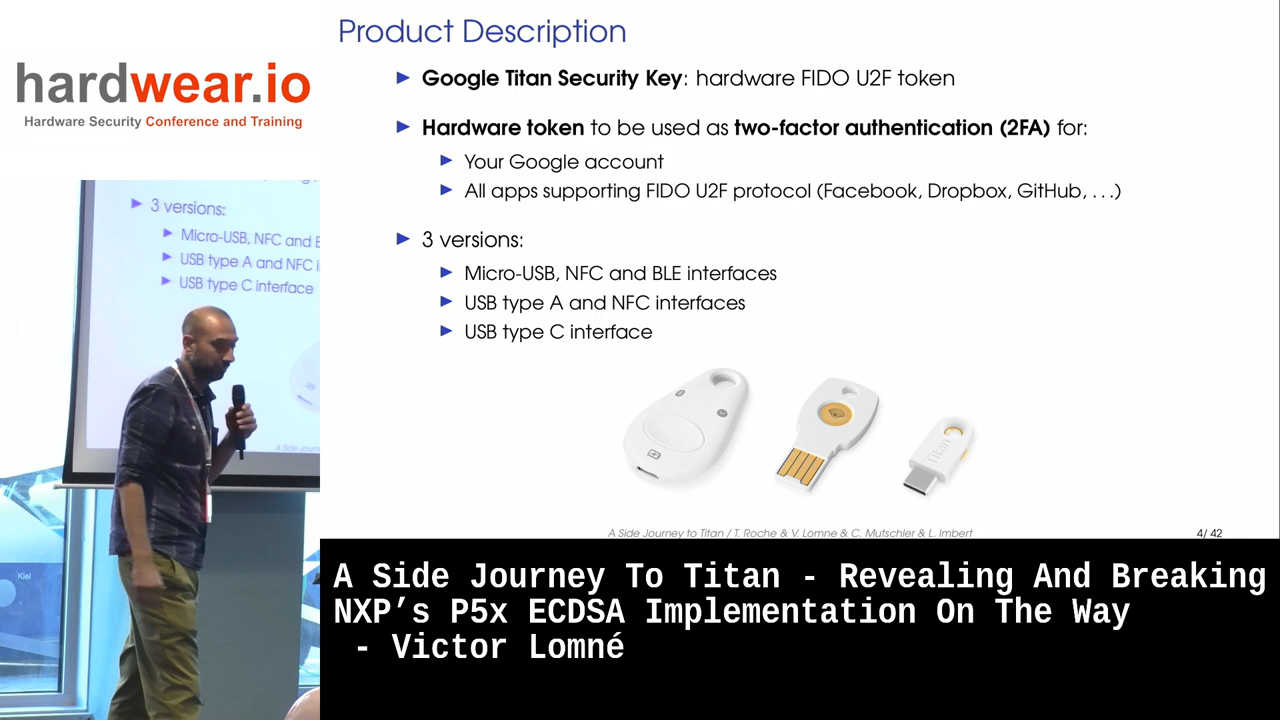 Product Description
hardwear.io
Hardware Security Conference and Training
► Google Titan Security Key: hardware FIDO U2F token
► Hardware token to be used as two-factor authentication (2FA) for:
► Your Google account
► All apps supporting FIDO U2F protocol (Facebook, Dropbox, GitHub, . . .)
► 3 versions:
► Micro-USB, NFC and BLE interfaces
► USB type A and NFC interfaces
► USB type C interface
Titan
A Side Journey to Titan / T. Roche & V. Lomne & C. Mutschler & L. Imbert
4/ 42
► 3 versions:
► Micro-USB, NFC and B
► USB type A and NFC i
► USB type C interface
A Side Journ
Kiel
A Side Journey To Titan - Revealing And Breaking
NXP’s P5x ECDSA Implementation On The Way
- Victor Lomné